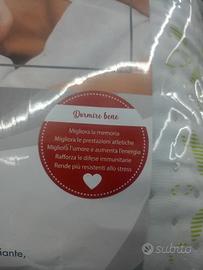 Dormire bene
Migliora la memoria
Migliora le prestazioni atletiche
Migliora l'umore e aumenta l'energia
Rafforza le difese immunitarie
Rende più resistenti allo stress
iante,
subito